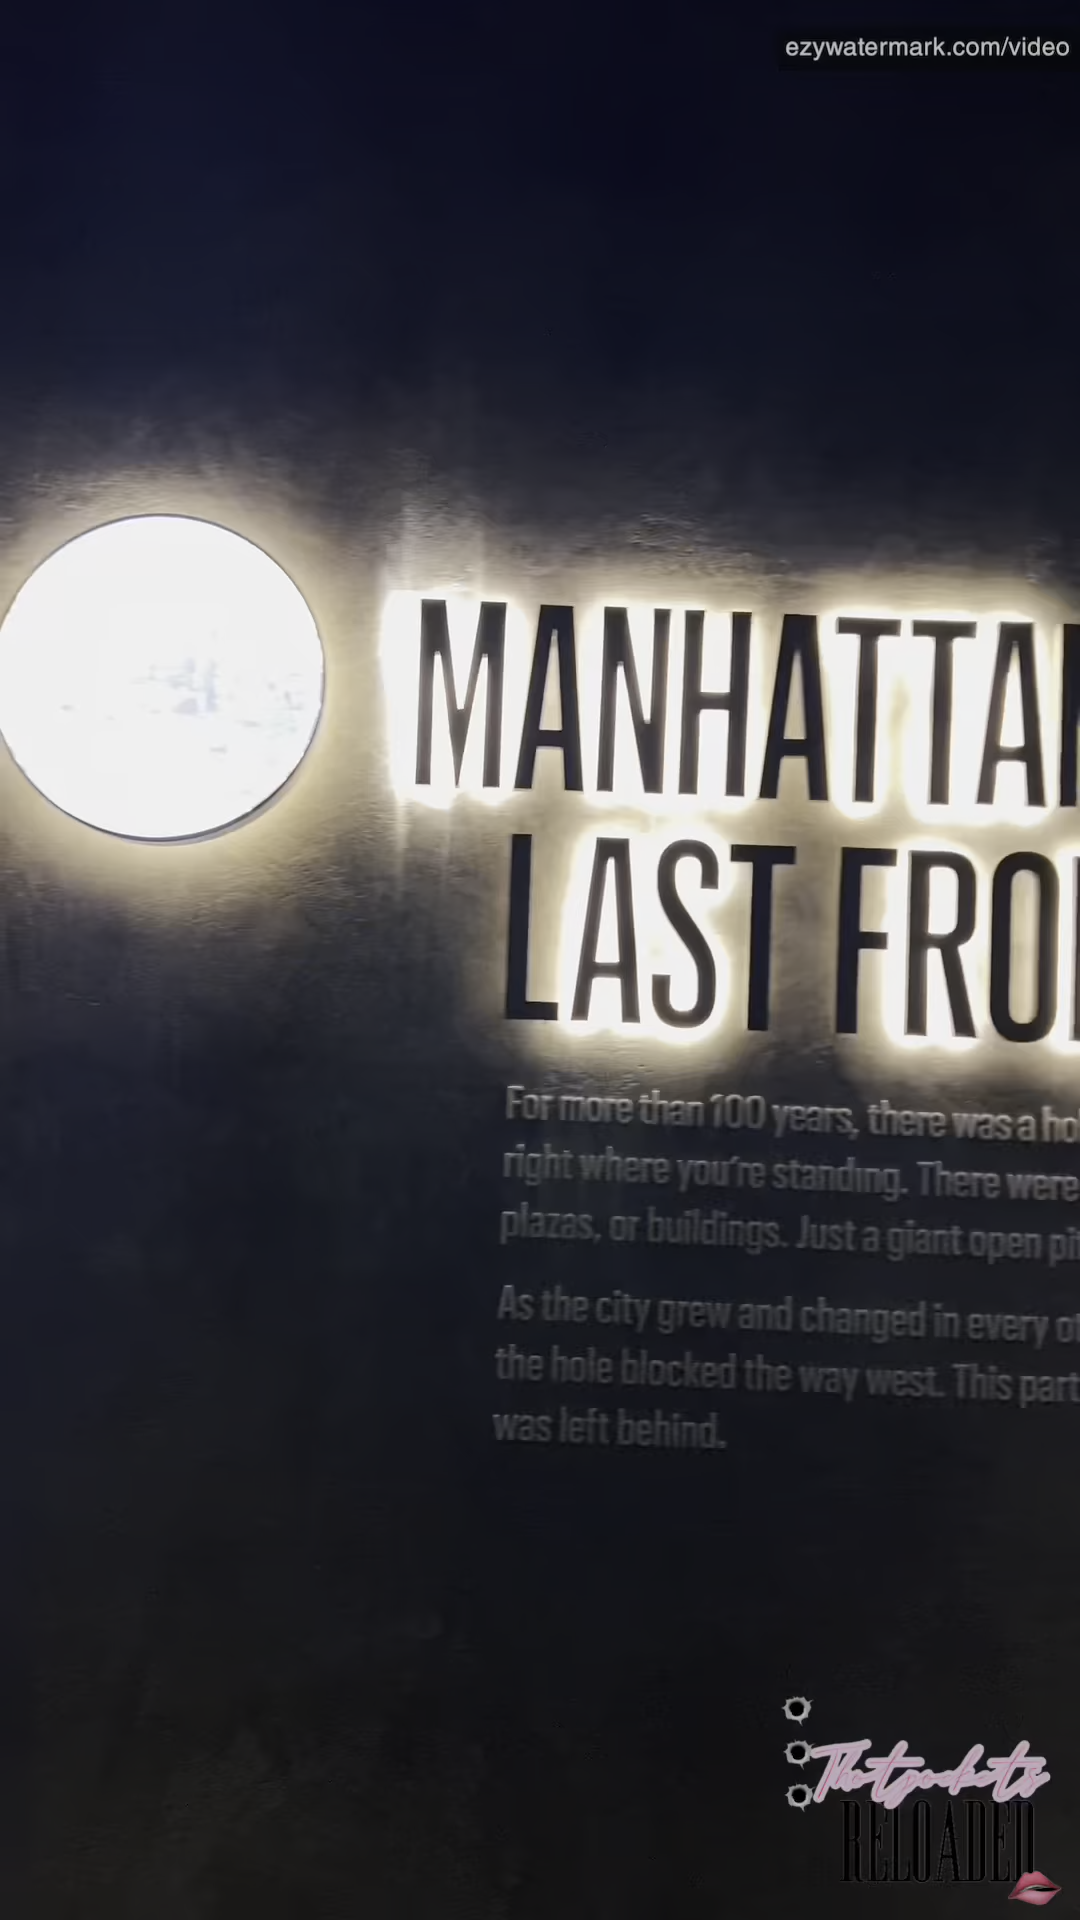 ezywatermark.com/video
MANHATTAN
LAST FRO
For more than 100 years, there was a ho
right where you're standing. There were
plazas, or buildings. Just a giant open pi
As the city grew and changed in every o
the hole blocked the way west. This part
was left behind.
Thotpockets
RELOADED